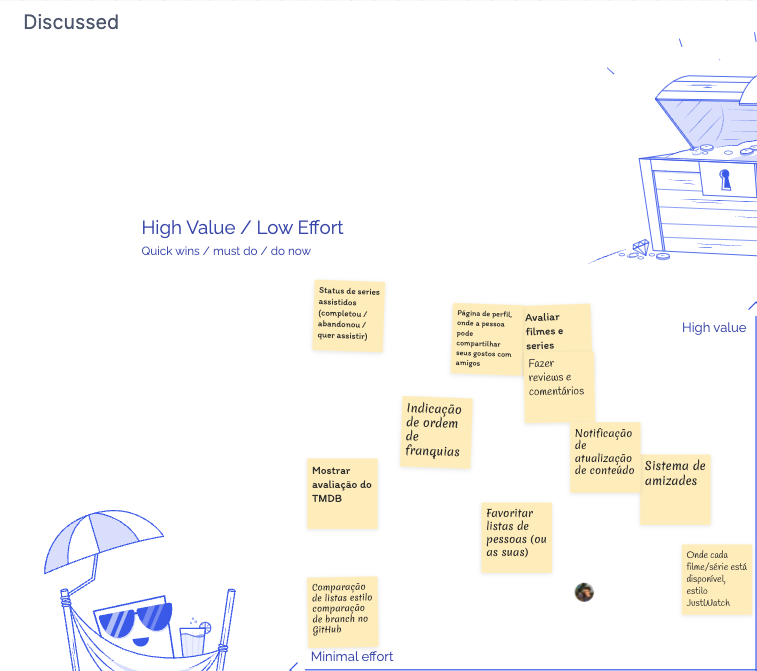 Discussed
High Value / Low Effort
Quick wins / must do / do now
Status de series
assistidos
(completou /
abandonou /
quer assistir)
Página de perfil,
onde a pessoa
pode
compartilhar
seus gostos com
amigos
Avaliar
filmes e
series
High value
Fazer
reviews e
comentários
Indicação
de ordem
de
franquias
Notificação
de
atualização
de conteúdo
Sistema de
amizades
Mostrar
avaliação do
TMDB
Favoritar
listas de
pessoas (ou
as suas)
Onde cada
filme/série está
disponível,
estilo
JustWatch
Comparação
de listas estilo
comparação
de branch no
GitHub
Minimal effort